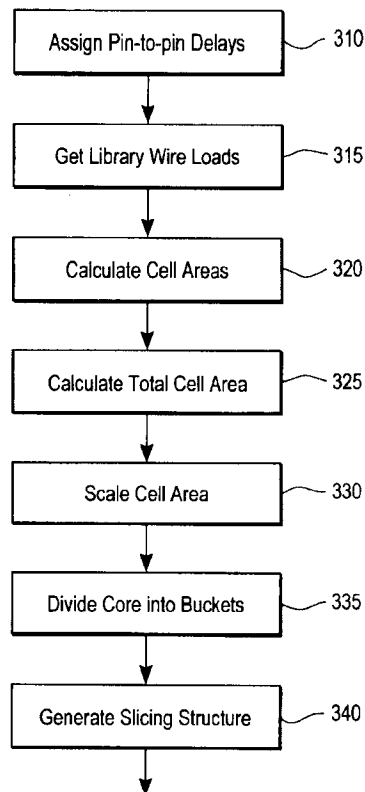 Assign Pin-to-pin Delays 310
Get Library Wire Loads 315
Calculate Cell Areas 320
Calculate Total Cell Area 325
Scale Cell Area 330
Divide Core into Buckets 335
Generate Slicing Structure 340